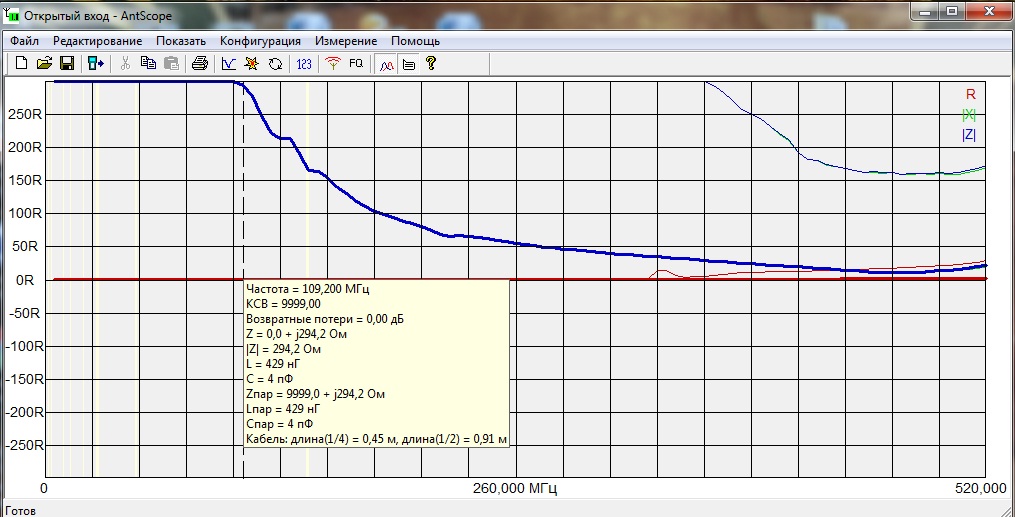 Открытый вход - AntScope
Файл Редактирование Показать Конфигурация Измерение Помощь
123 FQ ?
R
|X|
|Z|
250R
200R
150R
100R
50R
0R
-50R
-100R
-150R
-200R
-250R
Частота = 109,200 МГц
КСВ = 9999,00
Возвратные потери = 0,00 дБ
Z = 0,0 + j294,2 Ом
|Z| = 294,2 Ом
L = 429 нГ
C = 4 пФ
Zпар = 9999,0 + j294,2 Ом
Lпар = 429 нГ
Cпар = 4 пФ
Кабель: длина(1/4) = 0,45 м, длина(1/2) = 0,91 м
0 260,000 МГц 520,000
Готов